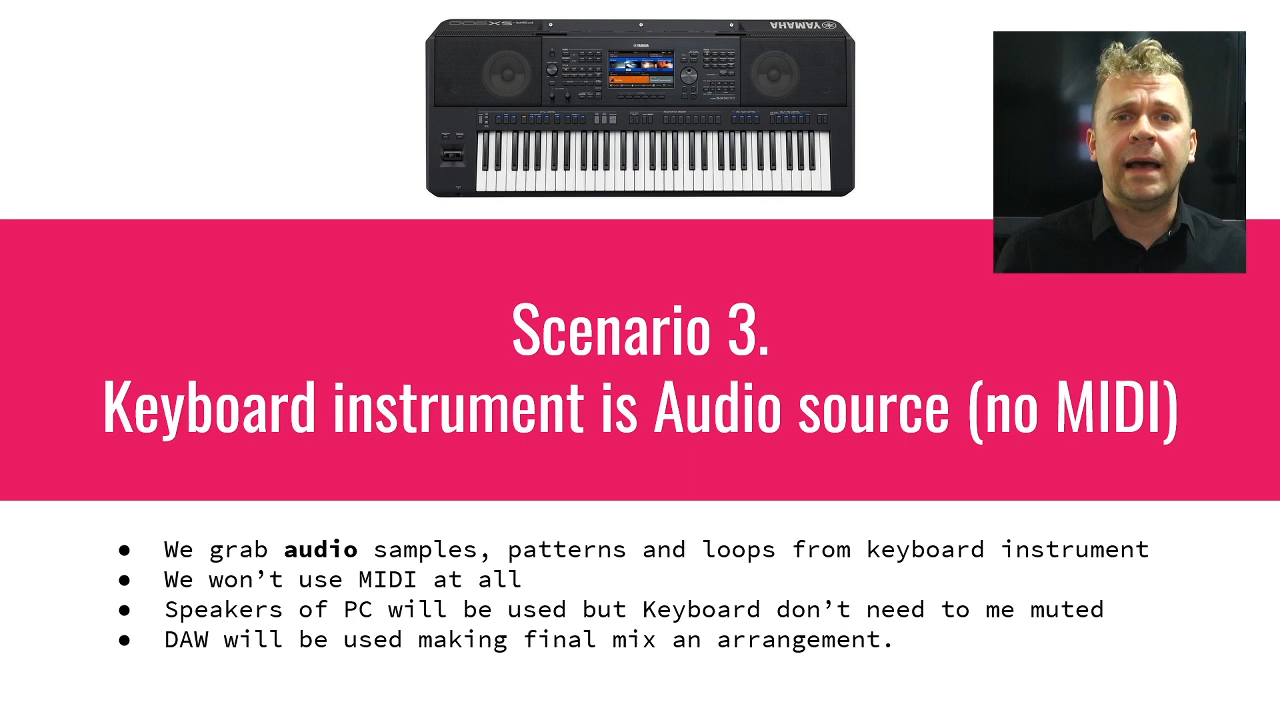 PSR-SX900
YAMAHA
Scenario 3.
Keyboard instrument is Audio source (no MIDI)
● We grab audio samples, patterns and loops from keyboard instrument
● We won’t use MIDI at all
● Speakers of PC will be used but Keyboard don’t need to me muted
● DAW will be used making final mix an arrangement.